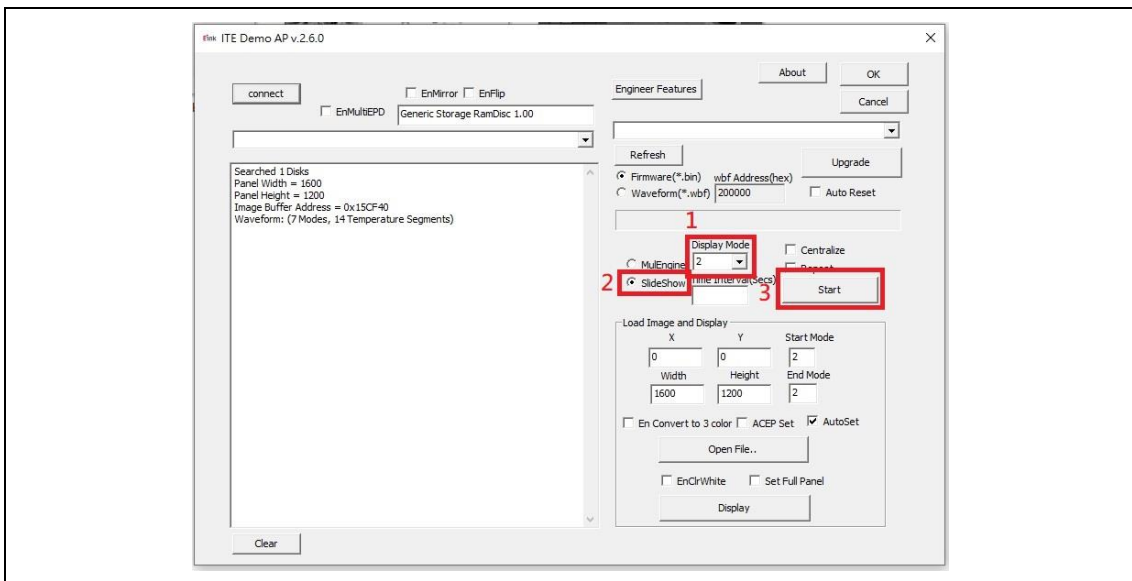 Eink ITE Demo AP v.2.6.0
connect
EnMirror EnFlip
EnMultiEPD Generic Storage RamDisc 1.00
Searched 1 Disks
Panel Width = 1600
Panel Height = 1200
Image Buffer Address = 0x15CF40
Waveform: (7 Modes, 14 Temperature Segments)
Clear
About OK
Engineer Features
Cancel
Refresh
Upgrade
Firmware(*.bin) wbf Address(hex)
Waveform(*.wbf) 200000 Auto Reset
1
Display Mode
Centralize
MulEngine 2
Repeat
2 SlideShow Time Interval(Secs) 3 Start
Load Image and Display
X Y Start Mode
0 0 2
Width Height End Mode
1600 1200 2
En Convert to 3 color ACEP Set AutoSet
Open File..
EnClrWhite Set Full Panel
Display